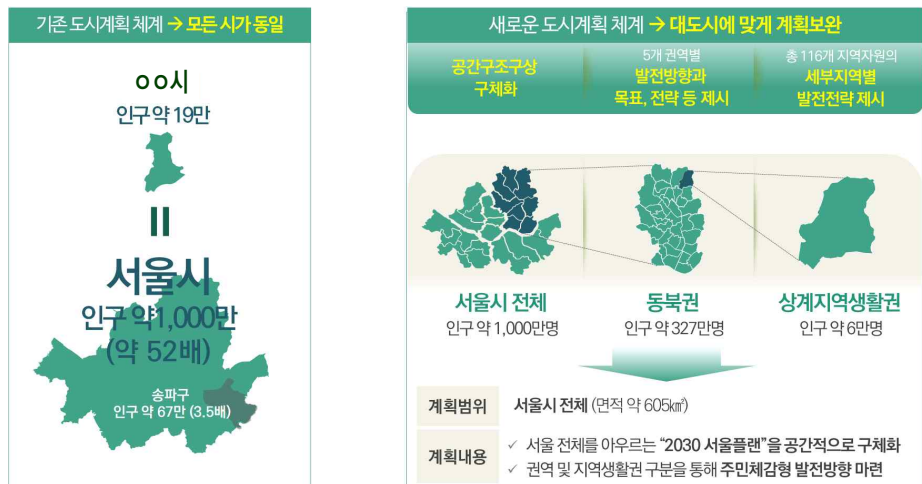 기존 도시계획 체계 → 모든 시가 동일
ㅇㅇ시
인구 약 19만
=
서울시
인구 약1,000만
(약 52배)
송파구
인구 약 67만 (3.5배)
새로운 도시계획 체계 → 대도시에 맞게 계획보완
공간구조구상
구체화
5개 권역별
발전방향과
목표, 전략 등 제시
총 116개 지역자원의
세부지역별
발전전략 제시
서울시 전체
인구 약 1,000만명
동북권
인구 약 327만명
상계지역생활권
인구 약 6만명
계획범위
서울시 전체 (면적 약 605㎢)
계획내용
✓ 서울 전체를 아우르는 “2030 서울플랜”을 공간적으로 구체화
✓ 권역 및 지역생활권 구분을 통해 주민체감형 발전방향 마련